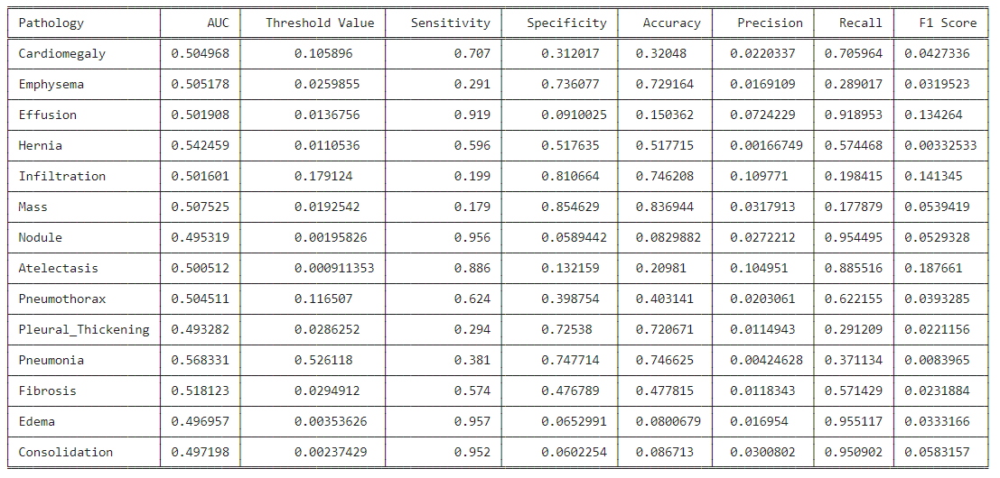 Pathology AUC Threshold Value Sensitivity Specificity Accuracy Precision Recall F1 Score
Cardiomegaly 0.504968 0.105896 0.707 0.312017 0.32048 0.0220337 0.705964 0.0427336
Emphysema 0.505178 0.0259855 0.291 0.736077 0.729164 0.0169109 0.289017 0.0319523
Effusion 0.501908 0.0136756 0.919 0.0910025 0.150362 0.0724229 0.918953 0.134264
Hernia 0.542459 0.0110536 0.596 0.517635 0.517715 0.00166749 0.574468 0.00332533
Infiltration 0.501601 0.179124 0.199 0.810664 0.746208 0.109771 0.198415 0.141345
Mass 0.507525 0.0192542 0.179 0.854629 0.836944 0.0317913 0.177879 0.0539419
Nodule 0.495319 0.00195826 0.956 0.0589442 0.0829882 0.0272212 0.954495 0.0529328
Atelectasis 0.500512 0.000911353 0.886 0.132159 0.20981 0.104951 0.885516 0.187661
Pneumothorax 0.504511 0.116507 0.624 0.398754 0.403141 0.0203061 0.622155 0.0393285
Pleural_Thickening 0.493282 0.0286252 0.294 0.72538 0.720671 0.0114943 0.291209 0.0221156
Pneumonia 0.568331 0.526118 0.381 0.747714 0.746625 0.00424628 0.371134 0.0083965
Fibrosis 0.518123 0.0294912 0.574 0.476789 0.477815 0.0118343 0.571429 0.0231884
Edema 0.496957 0.00353626 0.957 0.0652991 0.0800679 0.016954 0.955117 0.0333166
Consolidation 0.497198 0.00237429 0.952 0.0602254 0.086713 0.0300802 0.950902 0.0583157